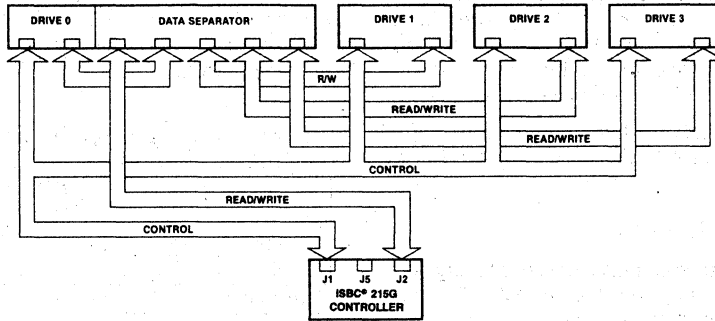 DRIVE 0
DATA SEPARATOR*
DRIVE 1
DRIVE 2
DRIVE 3
R/W
READ/WRITE
READ/WRITE
CONTROL
READ/WRITE
CONTROL
J1 J5 J2
ISBC® 215G
CONTROLLER